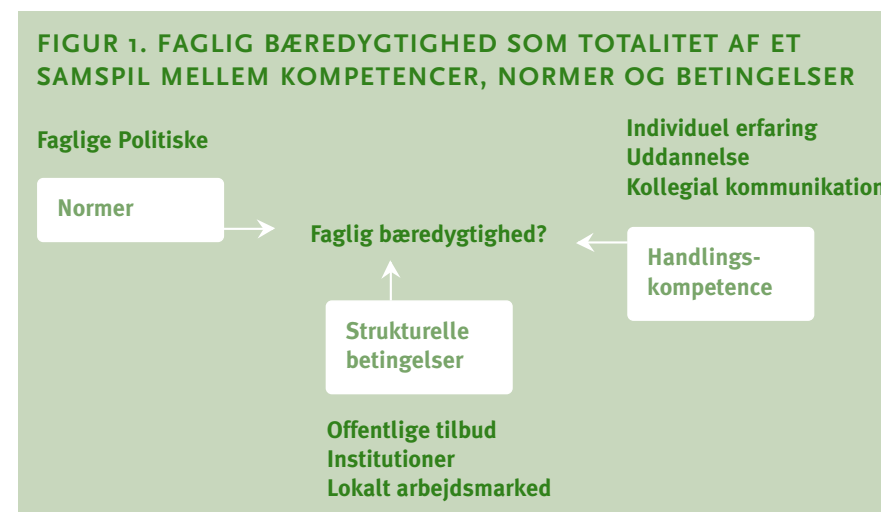 FIGUR 1. FAGLIG BÆREDYGTIGHED SOM TOTALITET AF ET
SAMSPIL MELLEM KOMPETENCER, NORMER OG BETINGELSER
Faglige Politiske
Normer
Individuel erfaring
Uddannelse
Kollegial kommunikation
Faglig bæredygtighed?
Handlings-
kompetence
Strukturelle
betingelser
Offentlige tilbud
Institutioner
Lokalt arbejdsmarked